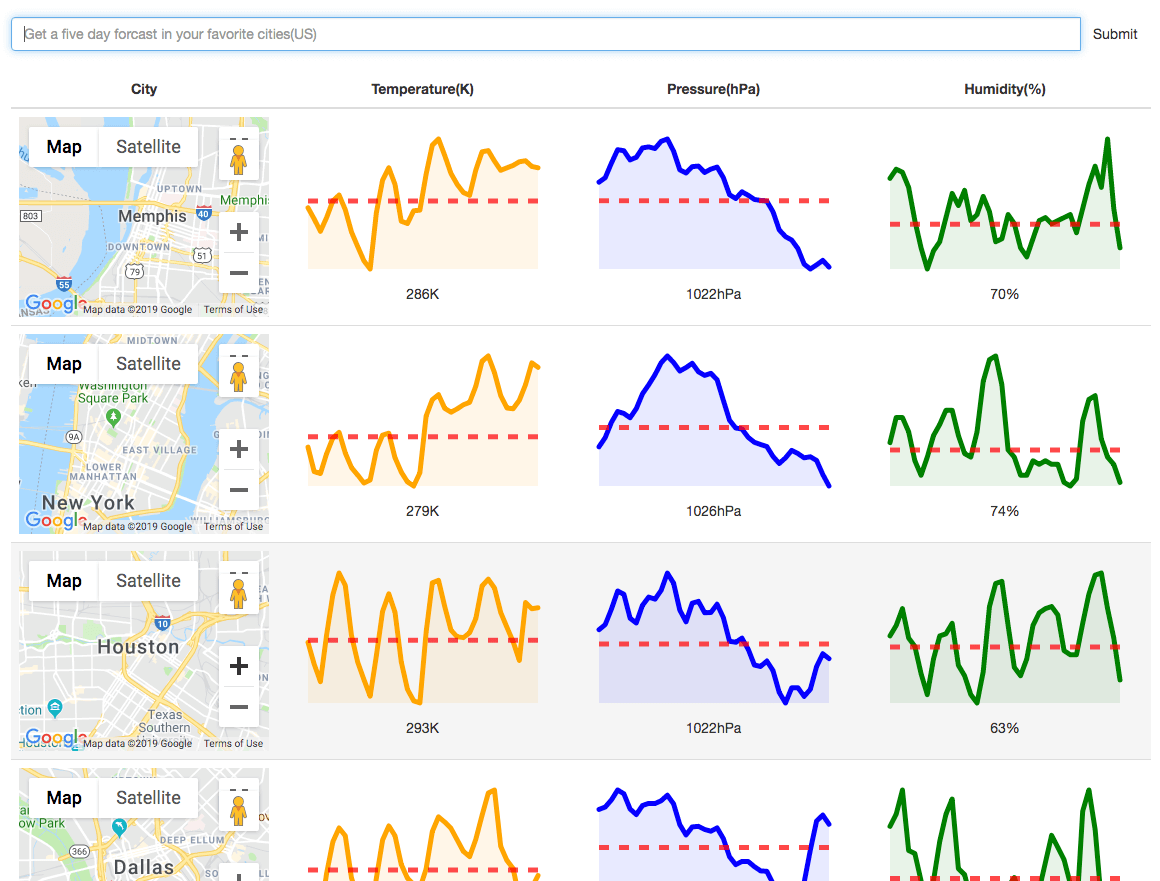 Get a five day forcast in your favorite cities(US) Submit
City Temperature(K) Pressure(hPa) Humidity(%)
Map Satellite
UPTOWN
Memphis
803
Memphis 40
51
DOWNTOWN
79
55
Google Map data ©2019 Google Terms of Use
286K 1022hPa 70%
MIDTOWN
Map Satellite
Washington
Square Park
9A
EAST VILLAGE
LOWER
MANHATTAN
New York
Google Map data ©2019 Google Terms of Use
279K 1026hPa 74%
Map Satellite
10
Houston
Texas
Southern
Google Map data ©2019 Google Terms of Use
293K 1022hPa 63%
Map Satellite
Park
DEEP ELLUM
366
Dallas